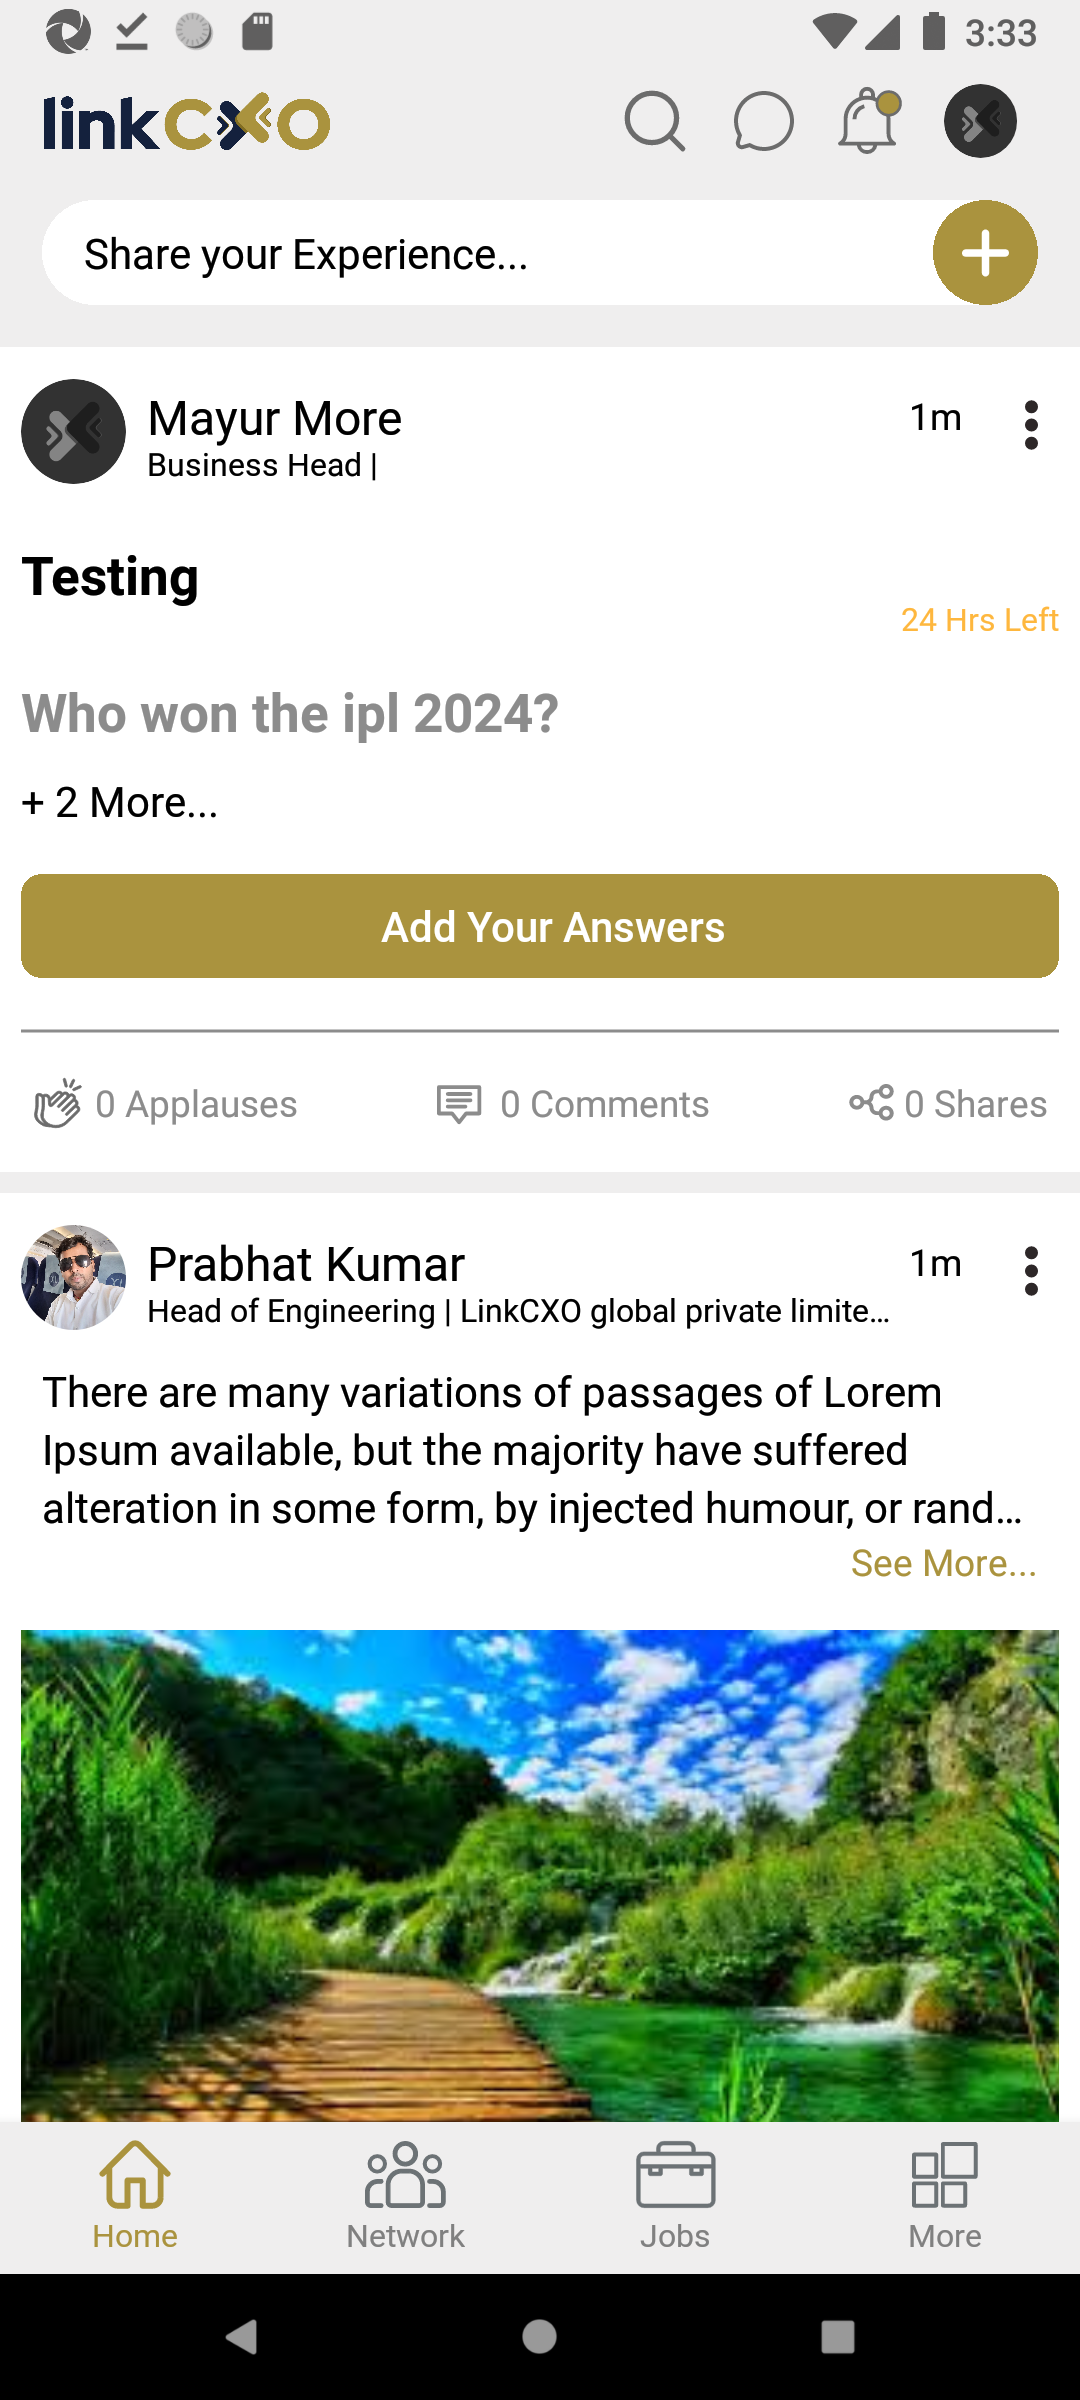 3:33
linkCXO
Share your Experience...
Mayur More
1m
Business Head |
Testing
24 Hrs Left
Who won the ipl 2024?
+ 2 More...
Add Your Answers
0 Applauses
0 Comments
0 Shares
Prabhat Kumar
1m
Head of Engineering | LinkCXO global private limite...
There are many variations of passages of Lorem
Ipsum available, but the majority have suffered
alteration in some form, by injected humour, or rand...
See More...
Home
Network
Jobs
More